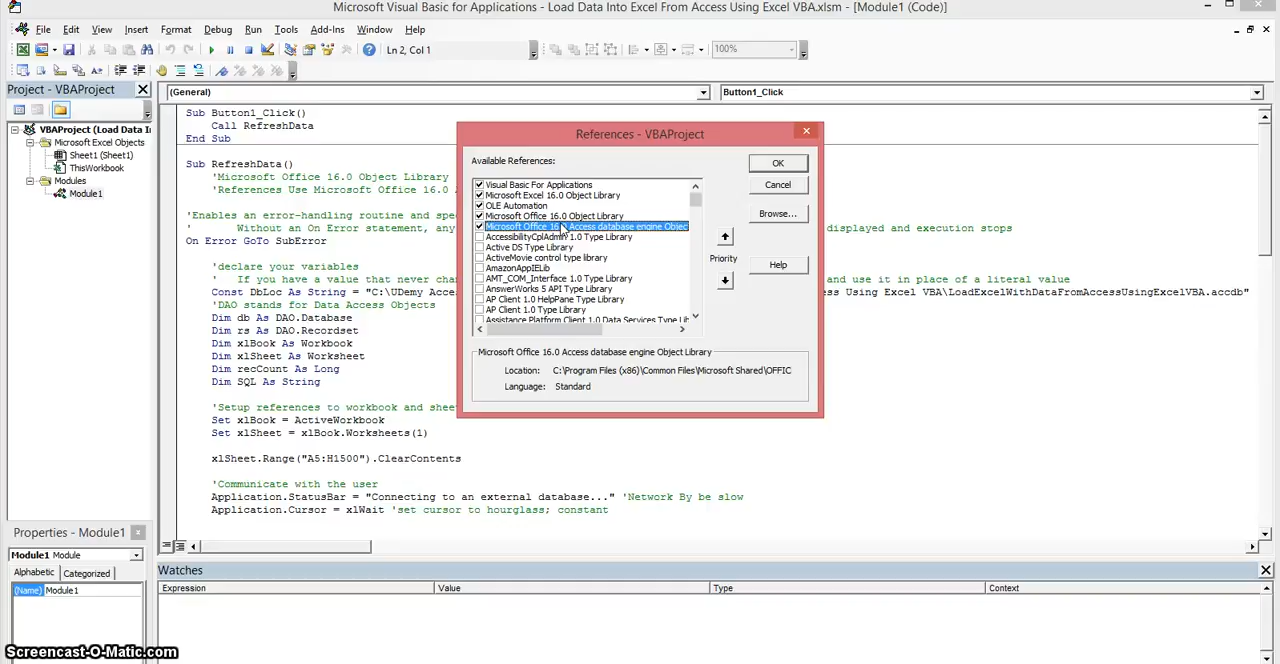 Microsoft Visual Basic for Applications - Load Data Into Excel From Access Using Excel VBA.xlsm - [Module1 (Code)]
File Edit View Insert Format Debug Run Tools Add-Ins Window Help
Ln 2, Col 1
100%
Project - VBAProject
(General)
Button1_Click
VBAProject (Load Data I
Microsoft Excel Objects
Sheet1 (Sheet1)
ThisWorkbook
Modules
Module1
Sub Button1_Click()
Call RefreshData
End Sub
Sub RefreshData()
'Microsoft Office 16.0 Object Library
'References Use Microsoft Office 16.0
'Enables an error-handling routine and spe
' Without an On Error statement, any
displayed and execution stops
On Error GoTo SubError
'declare your variables
' If you have a value that never chan
and use it in place of a literal value
Const DbLoc As String = "C:\UDemy Acces
ss Using Excel VBA\LoadExcelWithDataFromAccessUsingExcelVBA.accdb"
'DAO stands for Data Access Objects
Dim db As DAO.Database
Dim rs As DAO.Recordset
Dim xlBook As Workbook
Dim xlSheet As Worksheet
Dim recCount As Long
Dim SQL As String
'Setup references to workbook and shee
Set xlBook = ActiveWorkbook
Set xlSheet = xlBook.Worksheets(1)
xlSheet.Range("A5:H1500").ClearContents
'Communicate with the user
Application.StatusBar = "Connecting to an external database..." 'Network By be slow
Application.Cursor = xlWait 'set cursor to hourglass; constant
References - VBAProject
Available References:
Visual Basic For Applications
Microsoft Excel 16.0 Object Library
OLE Automation
Microsoft Office 16.0 Object Library
Microsoft Office 16.0 Access database engine Objec
AccessibilityCplAdmin 1.0 Type Library
Active DS Type Library
ActiveMovie control type library
AmazonAppIELib
AMT_COM_Interface 1.0 Type Library
AnswerWorks 5 API Type Library
AP Client 1.0 HelpPane Type Library
AP Client 1.0 Type Library
Assistance Platform Client 1.0 Data Services Type Lib
OK
Cancel
Browse...
Priority
Help
Microsoft Office 16.0 Access database engine Object Library
Location: C:\Program Files (x86)\Common Files\Microsoft Shared\OFFIC
Language: Standard
Properties - Module1
Module1 Module
Alphabetic Categorized
(Name) Module1
Watches
Expression Value Type Context
Screencast-O-Matic.com